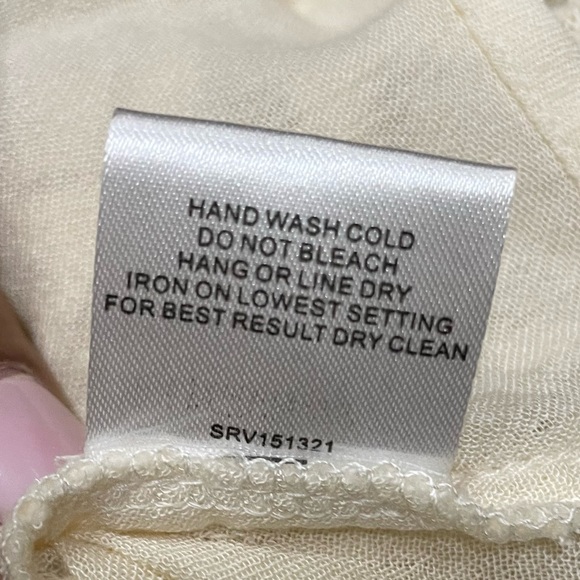 HAND WASH COLD
DO NOT BLEACH
HANG OR LINE DRY
IRON ON LOWEST SETTING
FOR BEST RESULT DRY CLEAN
SRV151321